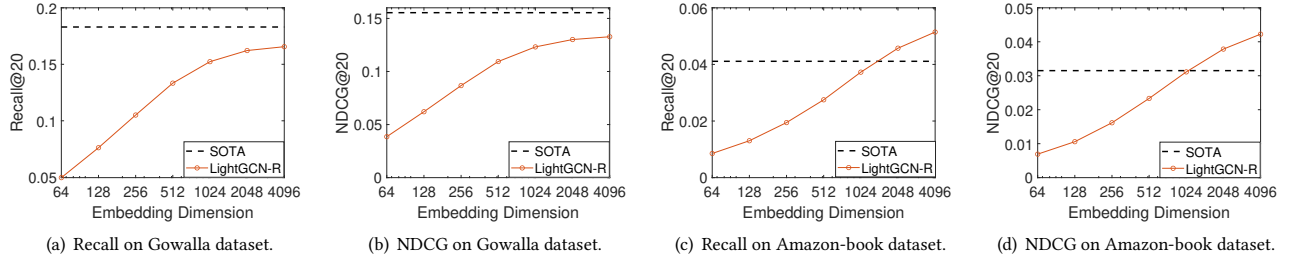 0.2
0.15
0.1
0.05
Recall@20
SOTA
LightGCN-R
64 128 256 512 1024 2048 4096
Embedding Dimension
(a) Recall on Gowalla dataset.
0.15
0.1
0.05
0
NDCG@20
SOTA
LightGCN-R
64 128 256 512 1024 2048 4096
Embedding Dimension
(b) NDCG on Gowalla dataset.
0.06
0.04
0.02
0
Recall@20
SOTA
LightGCN-R
64 128 256 512 1024 2048 4096
Embedding Dimension
(c) Recall on Amazon-book dataset.
0.05
0.04
0.03
0.02
0.01
0
NDCG@20
SOTA
LightGCN-R
64 128 256 512 1024 2048 4096
Embedding Dimension
(d) NDCG on Amazon-book dataset.